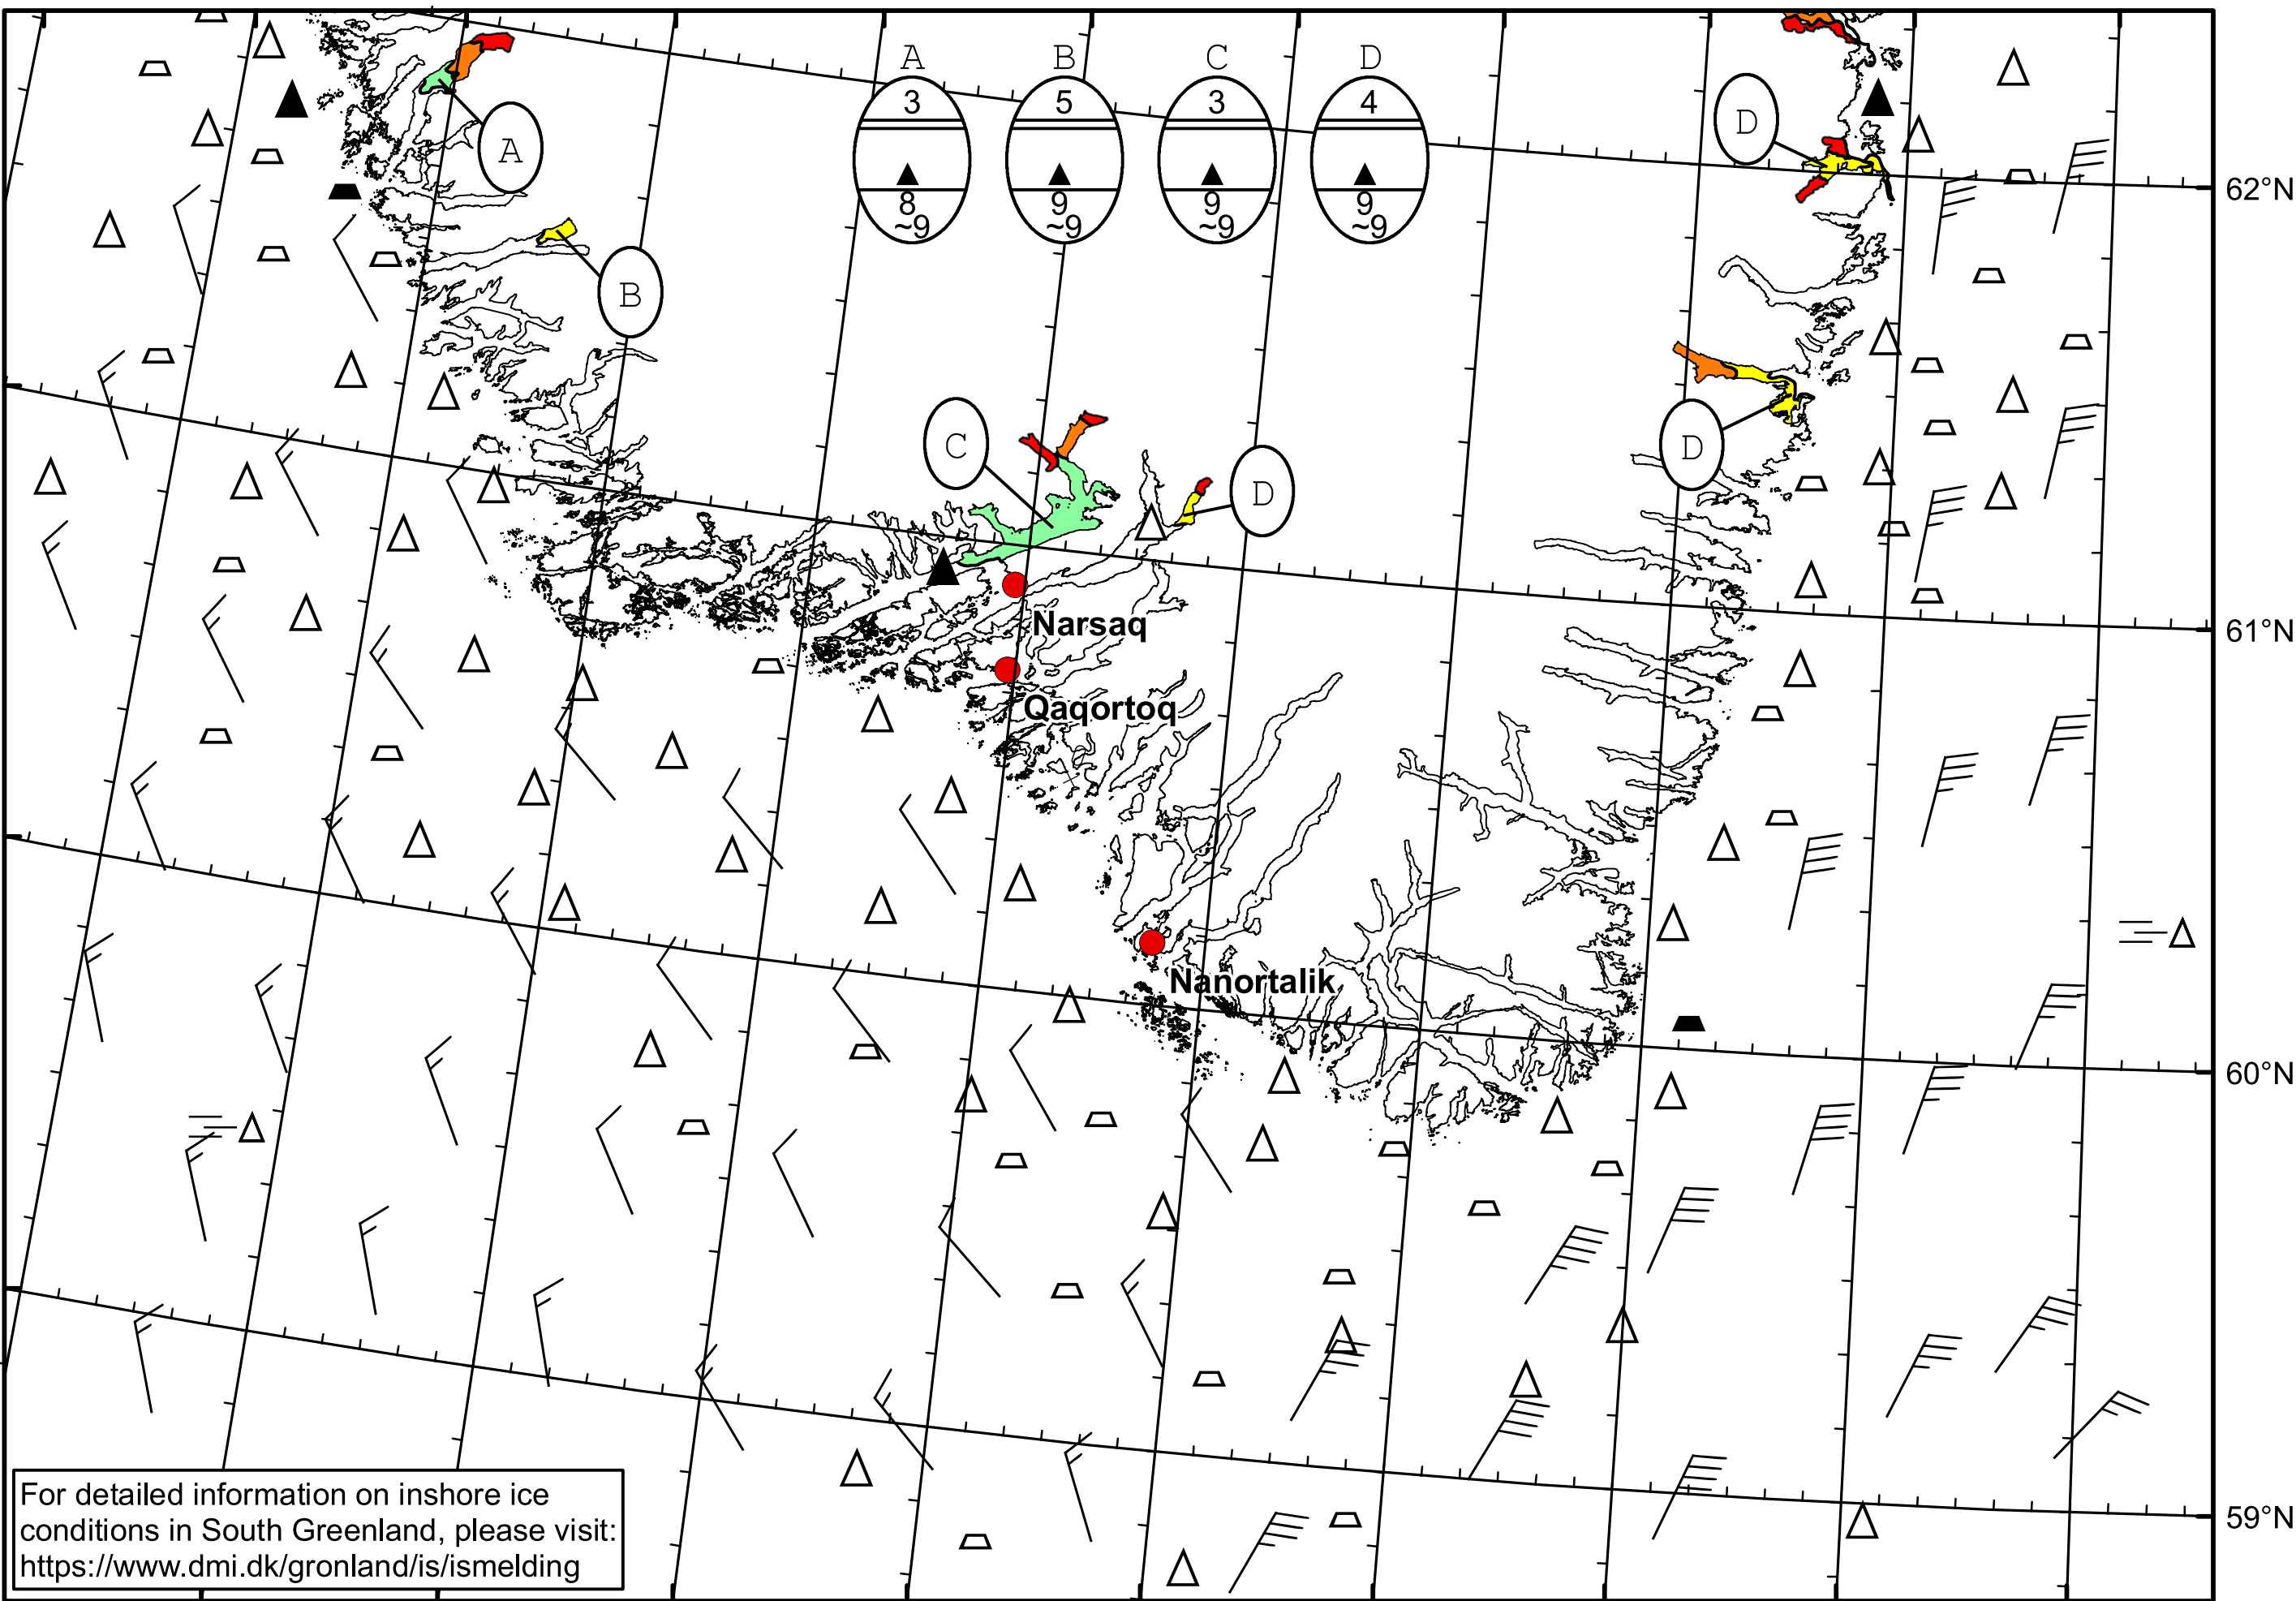 A B C D
3 5 3 4
8 9 9 9
~9 ~9 ~9 ~9
D
A
62°N
B
C
D
D
Narsaq
61°N
Qaqortoq
Nanortalik
60°N
For detailed information on inshore ice
conditions in South Greenland, please visit:
https://www.dmi.dk/gronland/is/ismelding
59°N